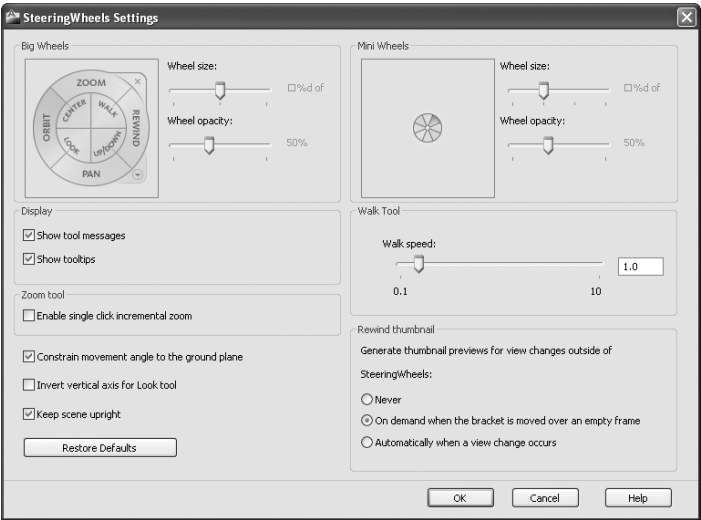 SteeringWheels Settings
Big Wheels
ZOOM
CENTER
WALK
REWIND
ORBIT
LOOK
UP/DOWN
PAN
Wheel size:
□%d of
Wheel opacity:
50%
Mini Wheels
Wheel size:
□%d of
Wheel opacity:
50%
Display
Show tool messages
Show tooltips
Zoom tool
Enable single click incremental zoom
Constrain movement angle to the ground plane
Invert vertical axis for Look tool
Keep scene upright
Restore Defaults
Walk Tool
Walk speed:
1.0
0.1 10
Rewind thumbnail
Generate thumbnail previews for view changes outside of
SteeringWheels:
Never
On demand when the bracket is moved over an empty frame
Automatically when a view change occurs
OK Cancel Help